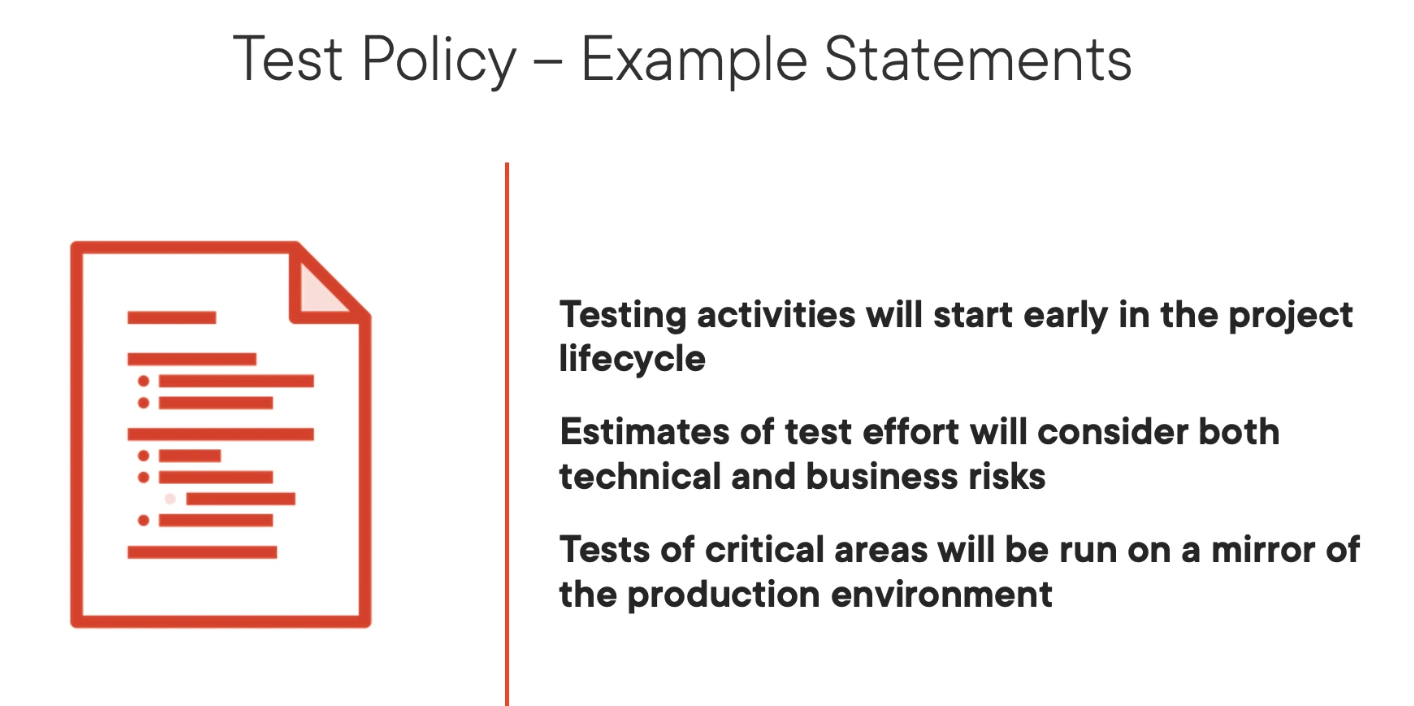 Test Policy – Example Statements
Testing activities will start early in the project
lifecycle
Estimates of test effort will consider both
technical and business risks
Tests of critical areas will be run on a mirror of
the production environment